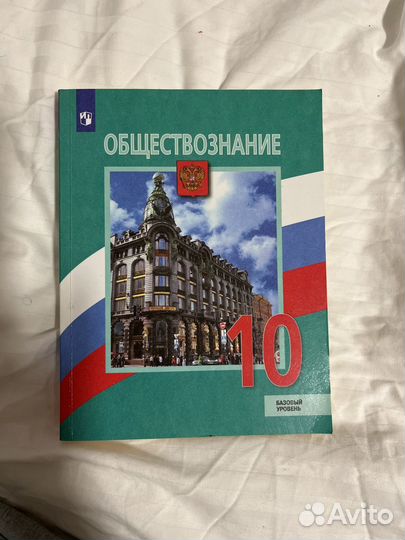 ОБЩЕСТВОЗНАНИЕ
10
БАЗОВЫЙ
УРОВЕНЬ
Avito